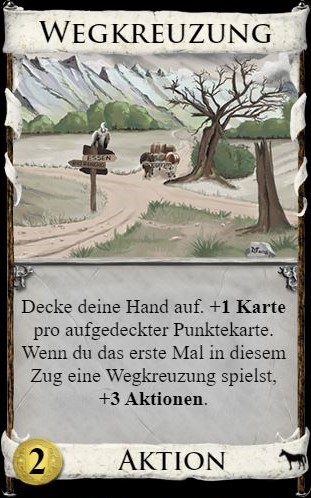 WEGKREUZUNG
ESSEN
Decke deine Hand auf. +1 Karte
pro aufgedeckter Punktekarte.
Wenn du das erste Mal in diesem
Zug eine Wegkreuzung spielst,
+3 Aktionen.
2
AKTION